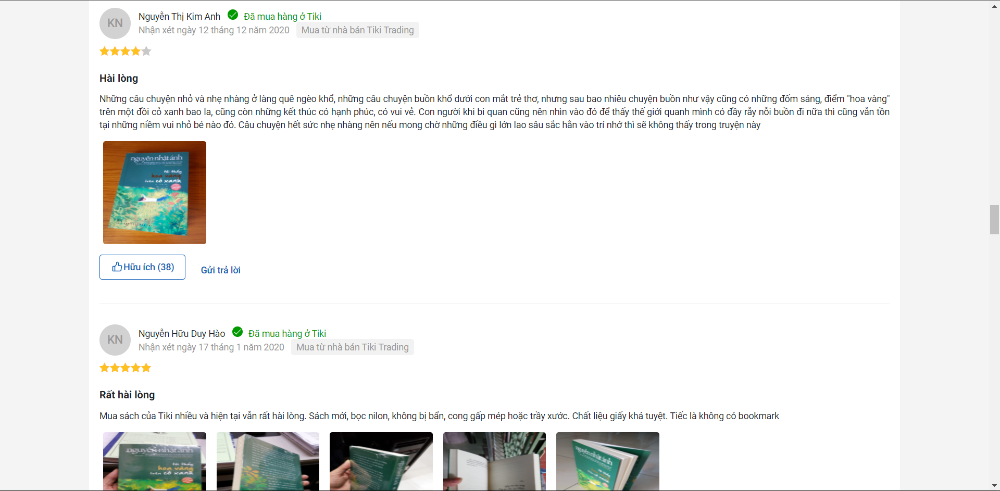 KN
Nguyễn Thị Kim Anh Đã mua hàng ở Tiki
Nhận xét ngày 12 tháng 12 năm 2020 Mua từ nhà bán Tiki Trading
Hài lòng
Những câu chuyện nhỏ và nhẹ nhàng ở làng quê ngèo khổ, những câu chuyện buồn khổ dưới con mắt trẻ thơ, nhưng sau bao nhiêu chuyện buồn như vậy cũng có những đốm sáng, điểm "hoa vàng"
trên một đồi cỏ xanh bao la, cũng còn những kết thúc có hạnh phúc, có vui vẻ. Con người khi bi quan cũng nên nhìn vào đó để thấy thế giới quanh mình có đầy rẫy nỗi buồn đi nữa thì cũng vẫn tồn
tại những niềm vui nhỏ bé nào đó. Câu chuyện hết sức nhẹ nhàng nên nếu mong chờ những điều gì lớn lao sâu sắc hằn vào trí nhớ thì sẽ không thấy trong truyện này
nguyễn nhật ánh
tôi thấy
hoa vàng
trên cỏ xanh
Hữu ích (38)
Gửi trả lời
KN
Nguyễn Hữu Duy Hào Đã mua hàng ở Tiki
Nhận xét ngày 17 tháng 1 năm 2020 Mua từ nhà bán Tiki Trading
Rất hài lòng
Mua sách của Tiki nhiều và hiện tại vẫn rất hài lòng. Sách mới, bọc nilon, không bị bẩn, cong gấp mép hoặc trầy xước. Chất liệu giấy khá tuyệt. Tiếc là không có bookmark
nguyễn nhật ánh
tôi thấy
hoa vàng
trên cỏ xanh
nguyễn nhật ánh